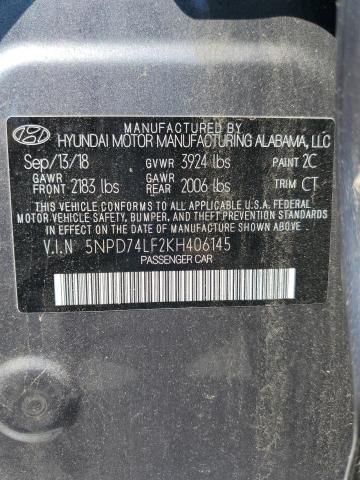 MANUFACTURED BY
HYUNDAI MOTOR MANUFACTURING ALABAMA, LLC
Sep/13/18 GVWR 3924 lbs PAINT 2C
GAWR FRONT 2183 lbs GAWR REAR 2006 lbs TRIM CT
THIS VEHICLE CONFORMS TO ALL APPLICABLE U.S.A. FEDERAL
MOTOR VEHICLE SAFETY, BUMPER, AND THEFT PREVENTION STANDARDS
IN EFFECT ON THE DATE OF MANUFACTURE SHOWN ABOVE.
V.I.N 5NPD74LF2KH406145
PASSENGER CAR